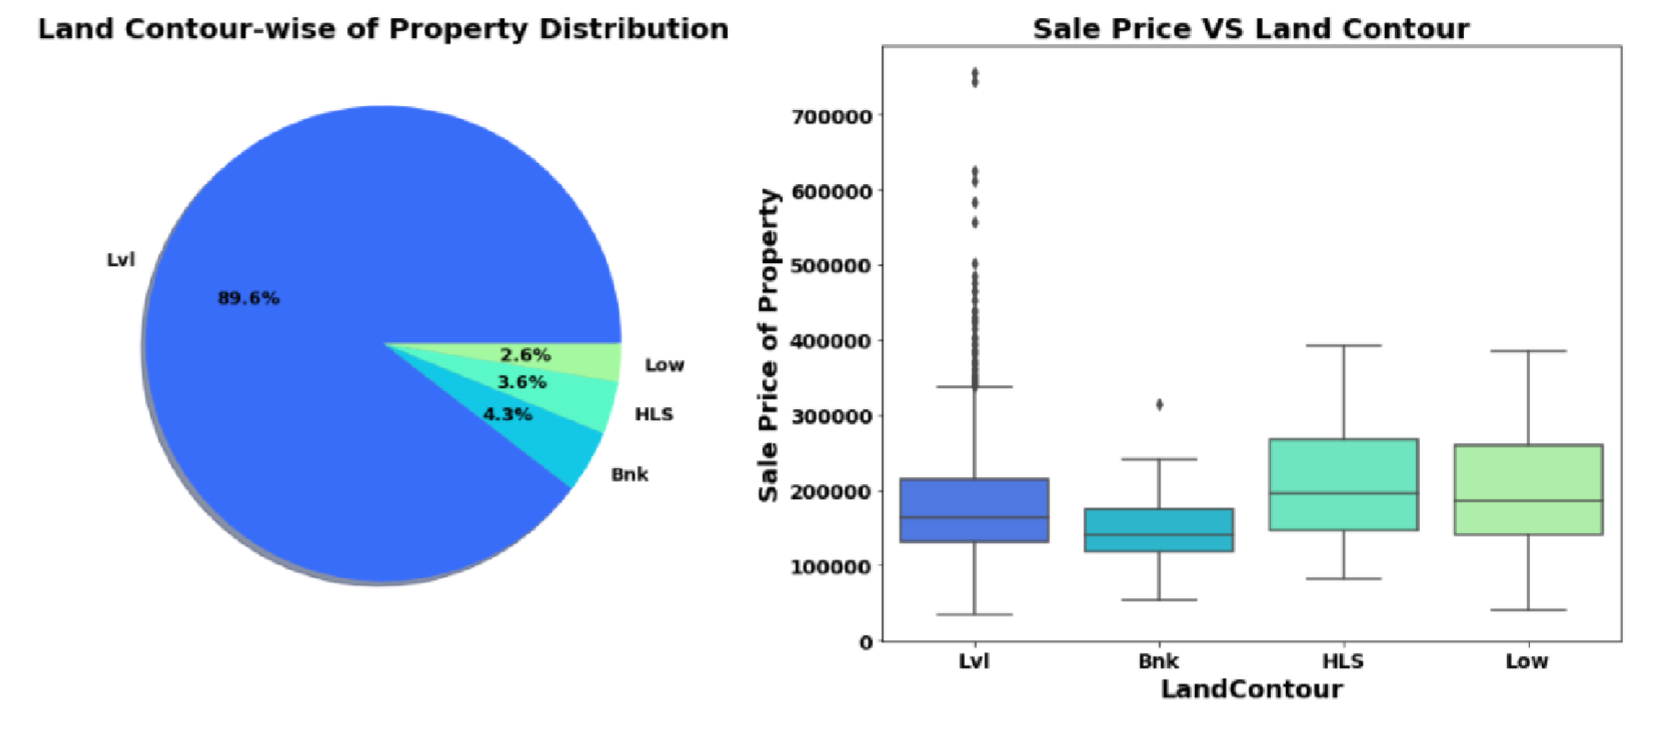 Land Contour-wise of Property Distribution
Lvl
89.6%
2.6%
Low
3.6%
HLS
4.3%
Bnk
Sale Price VS Land Contour
Sale Price of Property
700000
600000
500000
400000
300000
200000
100000
0
Lvl
Bnk
HLS
Low
LandContour